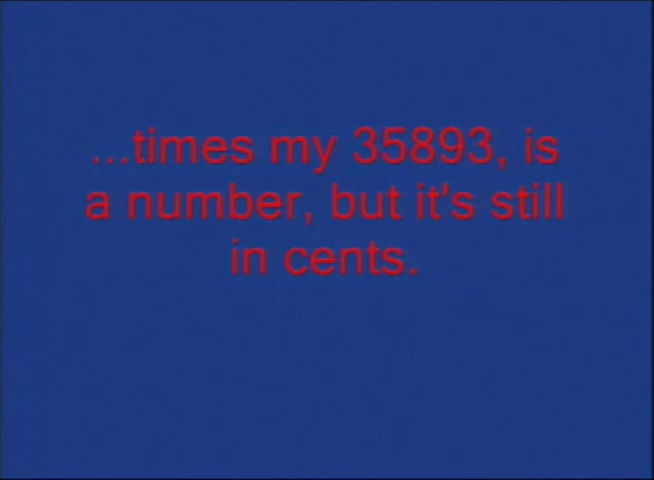 ...times my 35893, is
a number, but it's still
in cents.